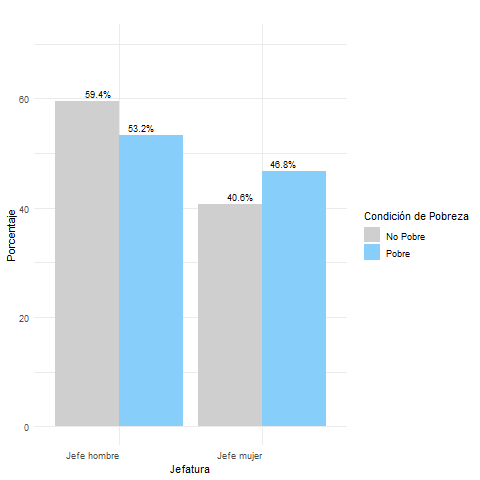 59.4%
53.2%
46.8%
40.6%
60
40
20
0
Porcentaje
Jefe hombre
Jefe mujer
Jefatura
Condición de Pobreza
No Pobre
Pobre